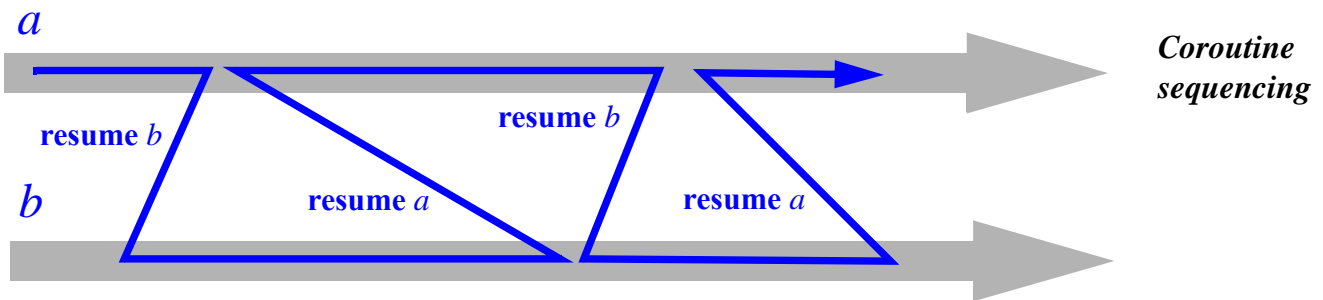 a
Coroutine
sequencing
resume b
resume b
resume a
resume a
b